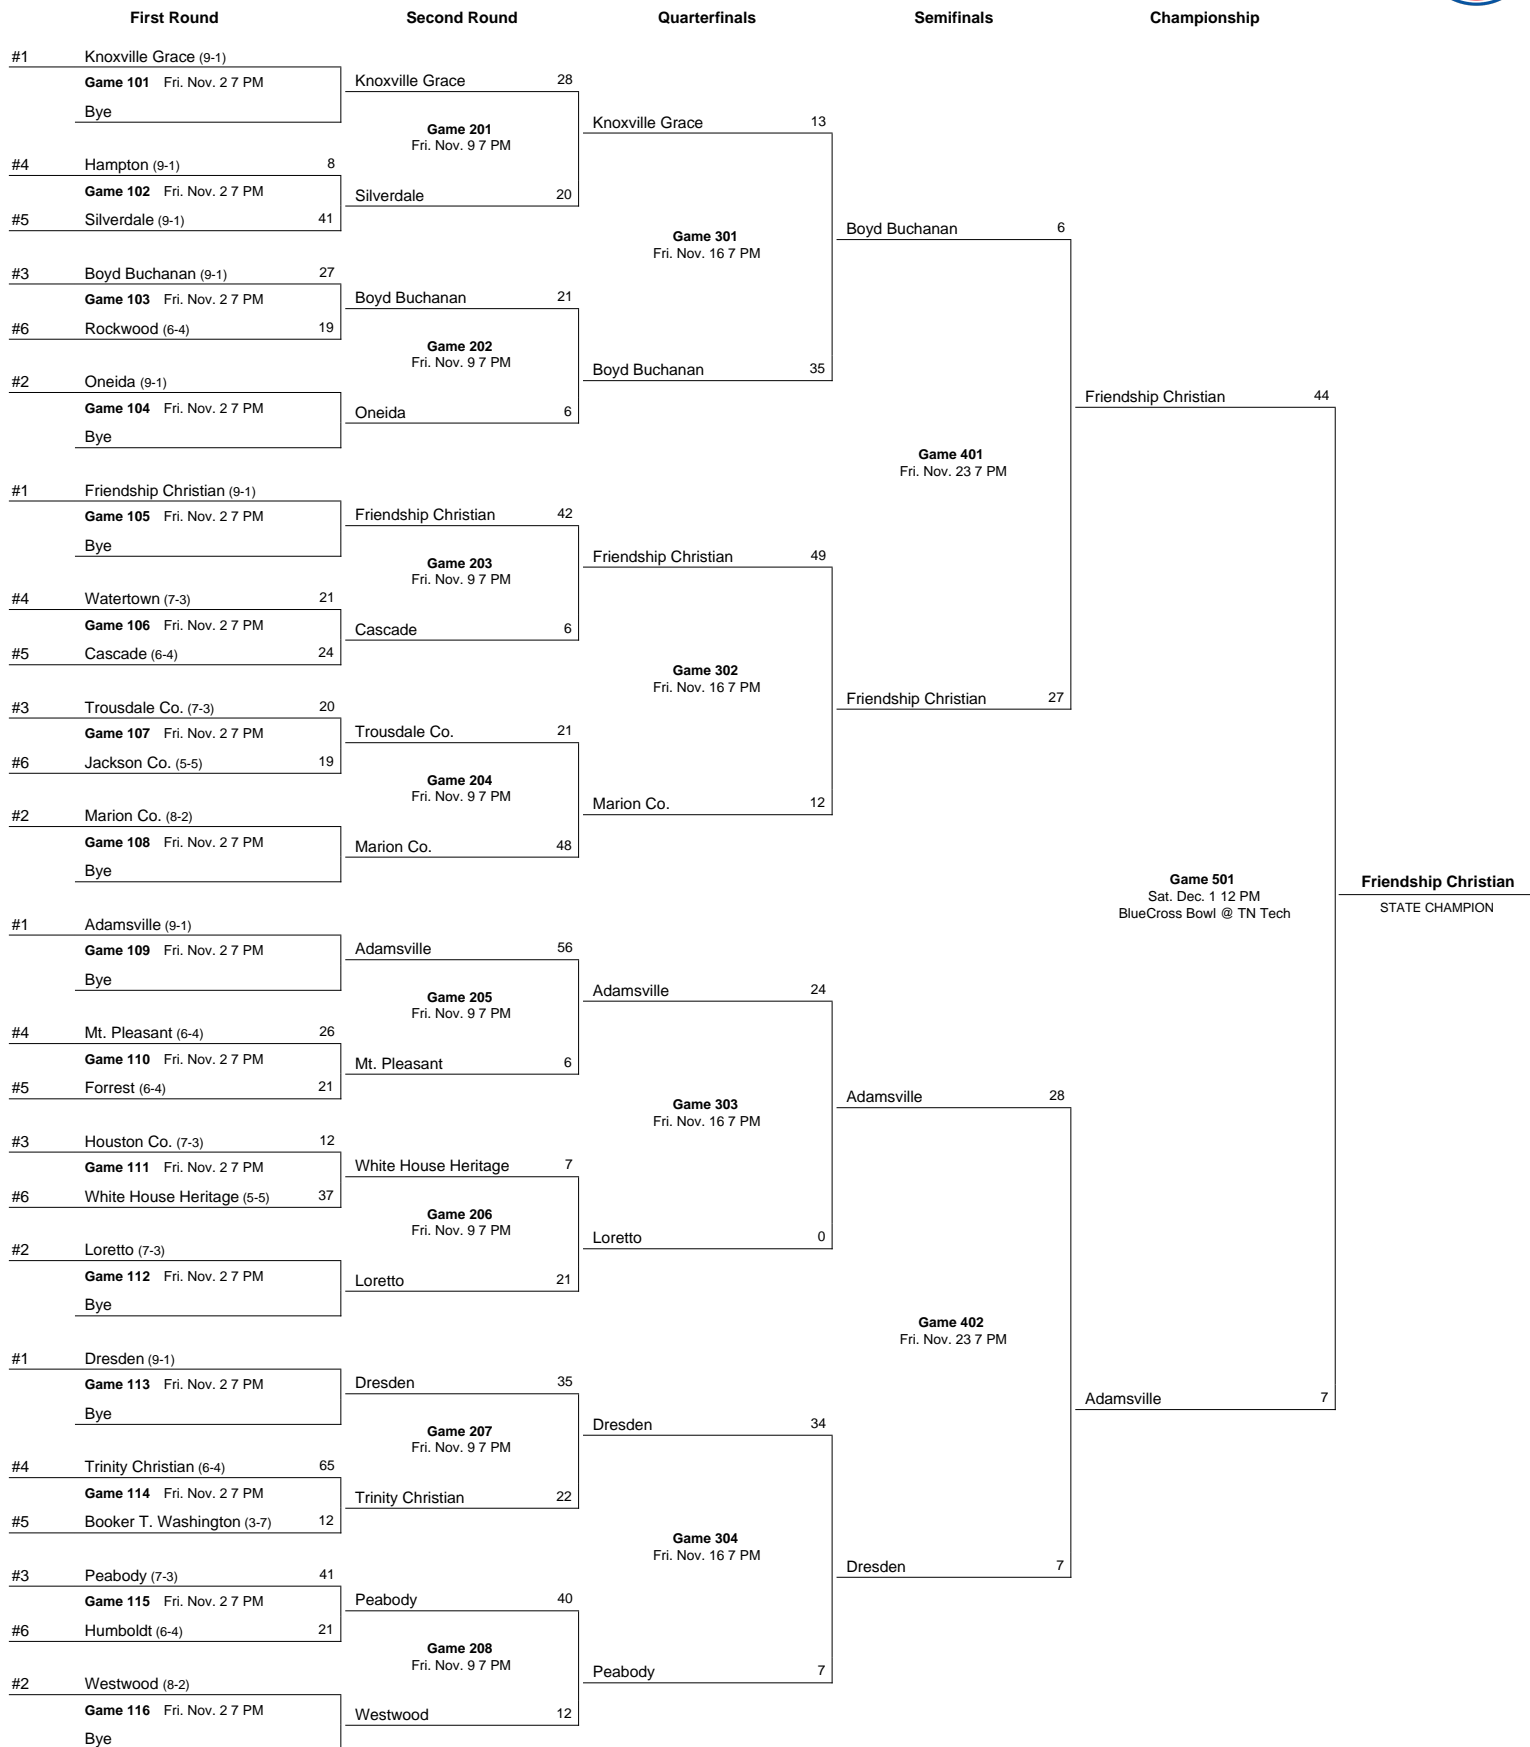 First Round
Second Round
Quarterfinals
Semifinals
Championship
#1 Knoxville Grace (9-1)
Game 101 Fri. Nov. 2 7 PM
Bye
#4 Hampton (9-1) 8
Game 102 Fri. Nov. 2 7 PM
#5 Silverdale (9-1) 41
#3 Boyd Buchanan (9-1) 27
Game 103 Fri. Nov. 2 7 PM
#6 Rockwood (6-4) 19
#2 Oneida (9-1)
Game 104 Fri. Nov. 2 7 PM
Bye
#1 Friendship Christian (9-1)
Game 105 Fri. Nov. 2 7 PM
Bye
#4 Watertown (7-3) 21
Game 106 Fri. Nov. 2 7 PM
#5 Cascade (6-4) 24
#3 Trousdale Co. (7-3) 20
Game 107 Fri. Nov. 2 7 PM
#6 Jackson Co. (5-5) 19
#2 Marion Co. (8-2)
Game 108 Fri. Nov. 2 7 PM
Bye
#1 Adamsville (9-1)
Game 109 Fri. Nov. 2 7 PM
Bye
#4 Mt. Pleasant (6-4) 26
Game 110 Fri. Nov. 2 7 PM
#5 Forrest (6-4) 21
#3 Houston Co. (7-3) 12
Game 111 Fri. Nov. 2 7 PM
#6 White House Heritage (5-5) 37
#2 Loretto (7-3)
Game 112 Fri. Nov. 2 7 PM
Bye
#1 Dresden (9-1)
Game 113 Fri. Nov. 2 7 PM
Bye
#4 Trinity Christian (6-4) 65
Game 114 Fri. Nov. 2 7 PM
#5 Booker T. Washington (3-7) 12
#3 Peabody (7-3) 41
Game 115 Fri. Nov. 2 7 PM
#6 Humboldt (6-4) 21
#2 Westwood (8-2)
Game 116 Fri. Nov. 2 7 PM
Bye
Knoxville Grace 28
Game 201
Fri. Nov. 9 7 PM
Silverdale 20
Boyd Buchanan 21
Game 202
Fri. Nov. 9 7 PM
Oneida 6
Friendship Christian 42
Game 203
Fri. Nov. 9 7 PM
Cascade 6
Trousdale Co. 21
Game 204
Fri. Nov. 9 7 PM
Marion Co. 48
Adamsville 56
Game 205
Fri. Nov. 9 7 PM
Mt. Pleasant 6
White House Heritage 7
Game 206
Fri. Nov. 9 7 PM
Loretto 21
Dresden 35
Game 207
Fri. Nov. 9 7 PM
Trinity Christian 22
Peabody 40
Game 208
Fri. Nov. 9 7 PM
Westwood 12
Knoxville Grace 13
Game 301
Fri. Nov. 16 7 PM
Boyd Buchanan 35
Friendship Christian 49
Game 302
Fri. Nov. 16 7 PM
Marion Co. 12
Adamsville 24
Game 303
Fri. Nov. 16 7 PM
Loretto 0
Dresden 34
Game 304
Fri. Nov. 16 7 PM
Peabody 7
Boyd Buchanan 6
Game 401
Fri. Nov. 23 7 PM
Friendship Christian 27
Adamsville 28
Game 402
Fri. Nov. 23 7 PM
Dresden 7
Friendship Christian 44
Game 501
Sat. Dec. 1 12 PM
BlueCross Bowl @ TN Tech
Adamsville 7
Friendship Christian
STATE CHAMPION